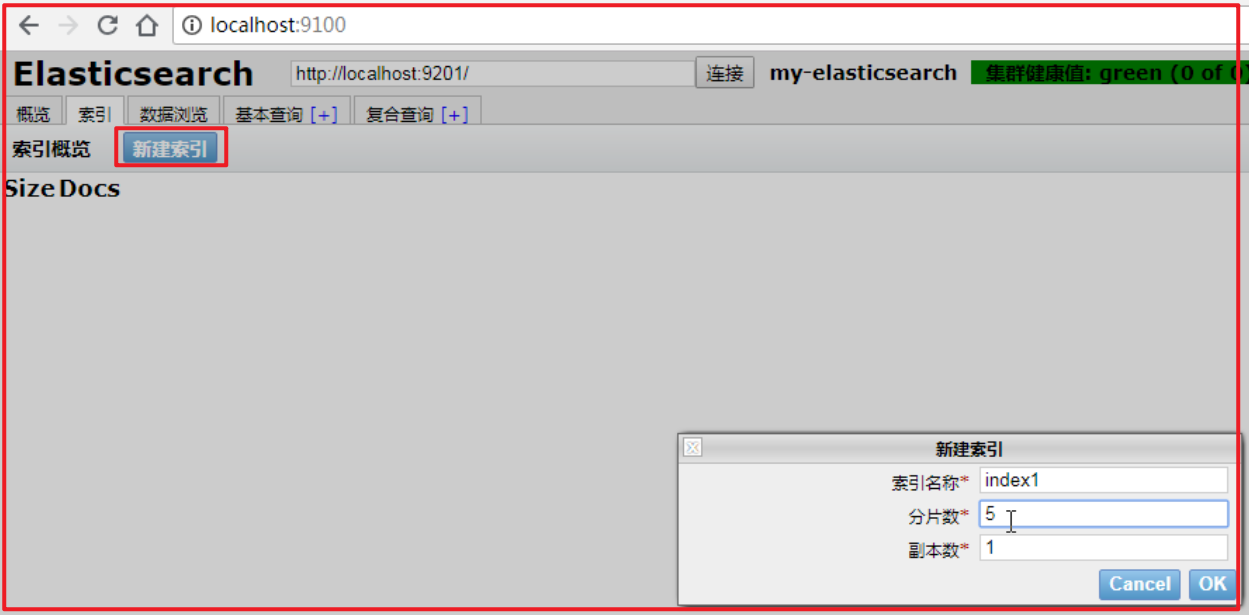 localhost:9100
Elasticsearch http://localhost:9201/ 连接 my-elasticsearch 集群健康值: green (0 of 0)
概览 索引 数据浏览 基本查询 [+] 复合查询 [+]
索引概览 新建索引
Size Docs
新建索引
索引名称* index1
分片数* 5
副本数* 1
Cancel OK